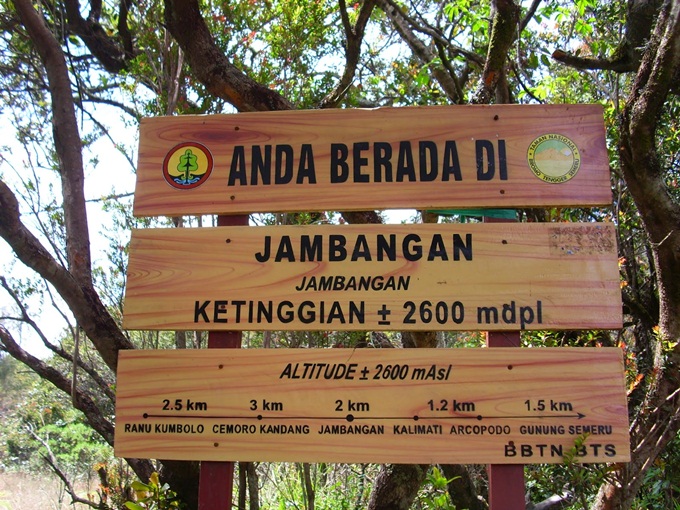 ANDA BERADA DI
JAMBANGAN
JAMBANGAN
KETINGGIAN ± 2600 mdpl
ALTITUDE ± 2600 mAsl
2.5 km 3 km 2 km 1.2 km 1.5 km
RANU KUMBOLO CEMORO KANDANG JAMBANGAN KALIMATI ARCOPODO GUNUNG SEMERU
BBTN BTS